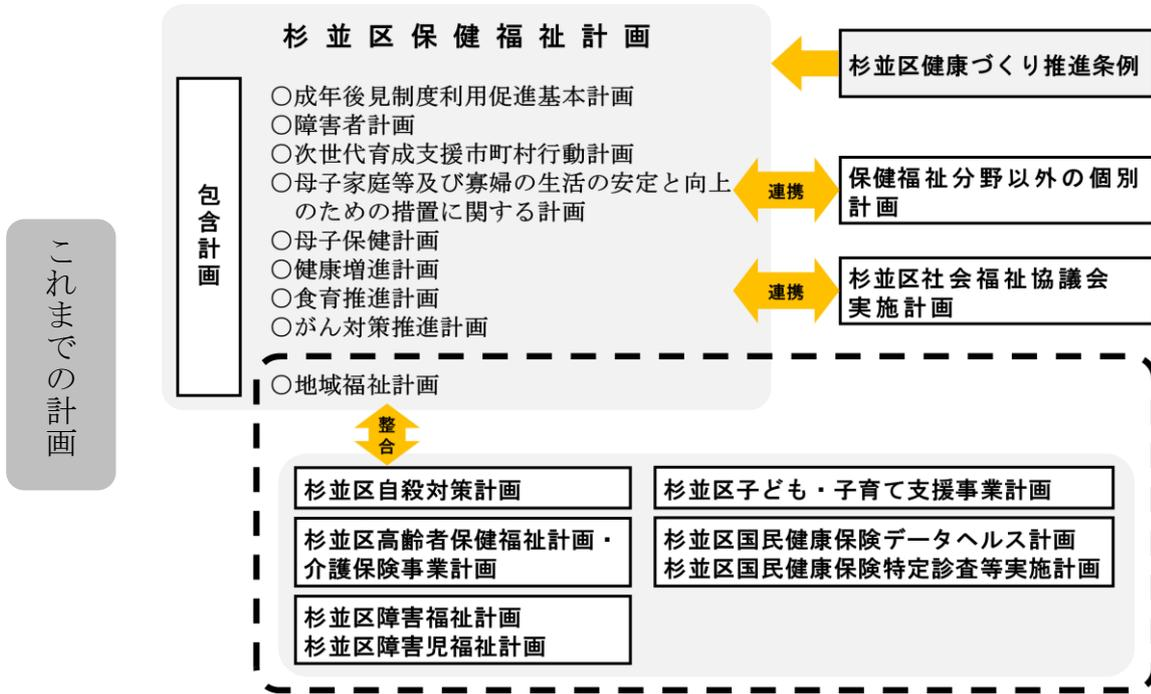 これまでの計画
杉並区保健福祉計画
包含計画
○成年後見制度利用促進基本計画
○障害者計画
○次世代育成支援市町村行動計画
○母子家庭等及び寡婦の生活の安定と向上
のための措置に関する計画
○母子保健計画
○健康増進計画
○食育推進計画
○がん対策推進計画
○地域福祉計画
杉並区健康づくり推進条例
連携
保健福祉分野以外の個別
計画
連携
杉並区社会福祉協議会
実施計画
整
合
杉並区自殺対策計画
杉並区高齢者保健福祉計画・
介護保険事業計画
杉並区障害福祉計画
杉並区障害児福祉計画
杉並区子ども・子育て支援事業計画
杉並区国民健康保険データヘルス計画
杉並区国民健康保険特定診査等実施計画